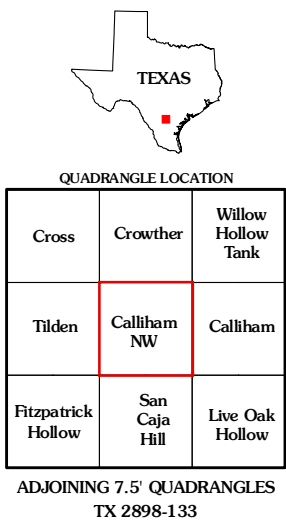 TEXAS
QUADRANGLE LOCATION
Cross
Crowther
Willow
Hollow
Tank
Tilden
Calliham
NW
Calliham
Fitzpatrick
Hollow
San
Caja
Hill
Live Oak
Hollow
ADJOINING 7.5' QUADRANGLES
TX 2898-133